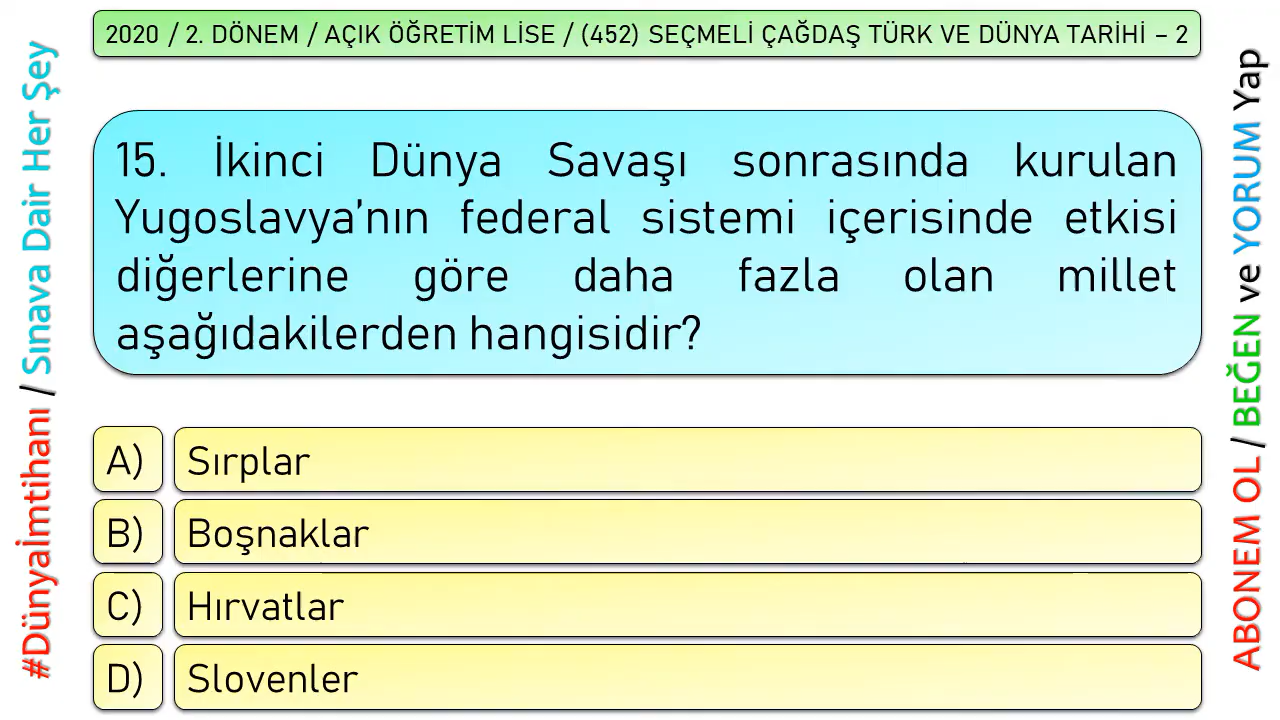 2020 / 2. DÖNEM / AÇIK ÖĞRETİM LİSE / (452) SEÇMELİ ÇAĞDAŞ TÜRK VE DÜNYA TARİHİ – 2
#Dünyaİmtihanı / Sınava Dair Her Şey
15. İkinci Dünya Savaşı sonrasında kurulan
Yugoslavya’nın federal sistemi içerisinde etkisi
diğerlerine göre daha fazla olan millet
aşağıdakilerden hangisidir?
A) Sırplar
B) Boşnaklar
C) Hırvatlar
D) Slovenler
ABONEM OL / BEĞEN ve YORUM Yap